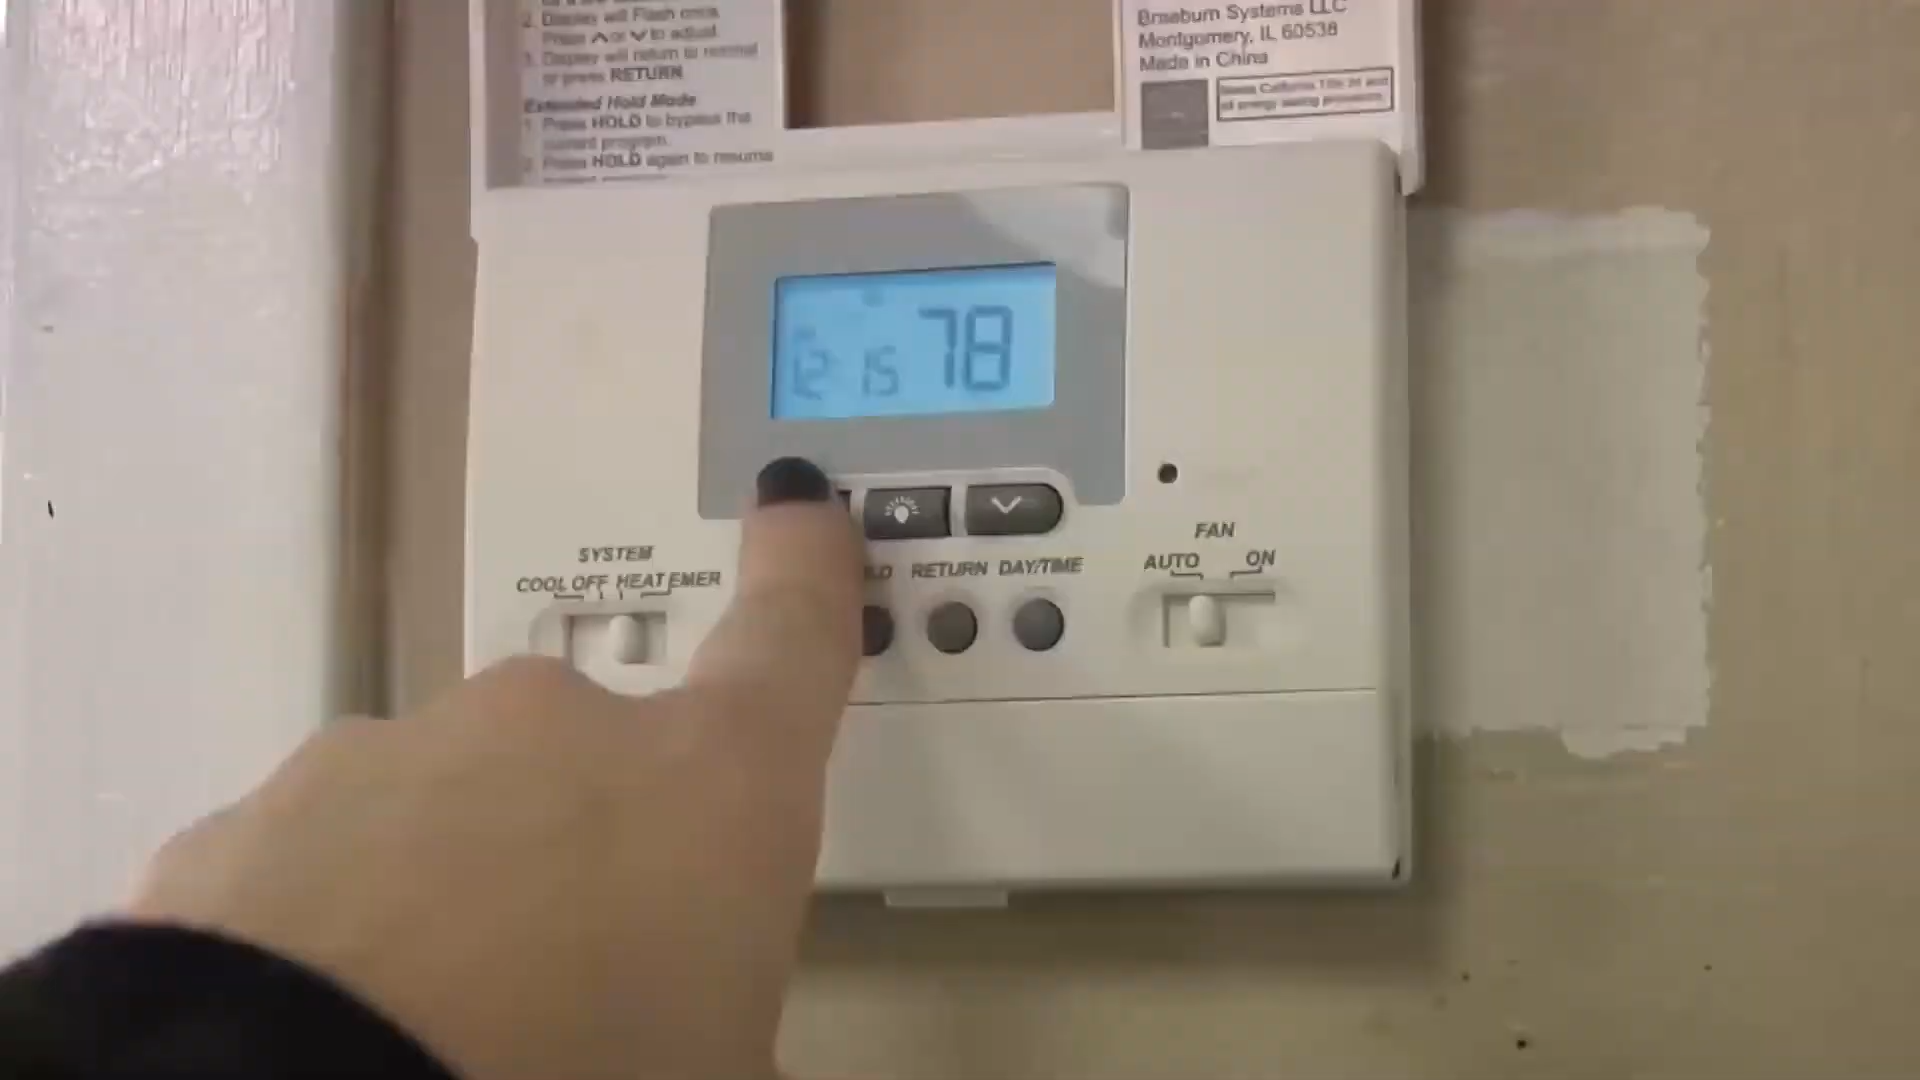 2. Display will Flash once.
Press ∧ or ∨ to adjust
3. Display will return to normal
or press RETURN
Extended Hold Mode
1. Press HOLD to bypass the
current program.
2. Press HOLD again to resume
Braeburn Systems LLC
Montgomery, IL 60538
Made in China
12:15 78
SYSTEM
COOL OFF HEAT EMER
LD RETURN DAY/TIME
FAN
AUTO ON